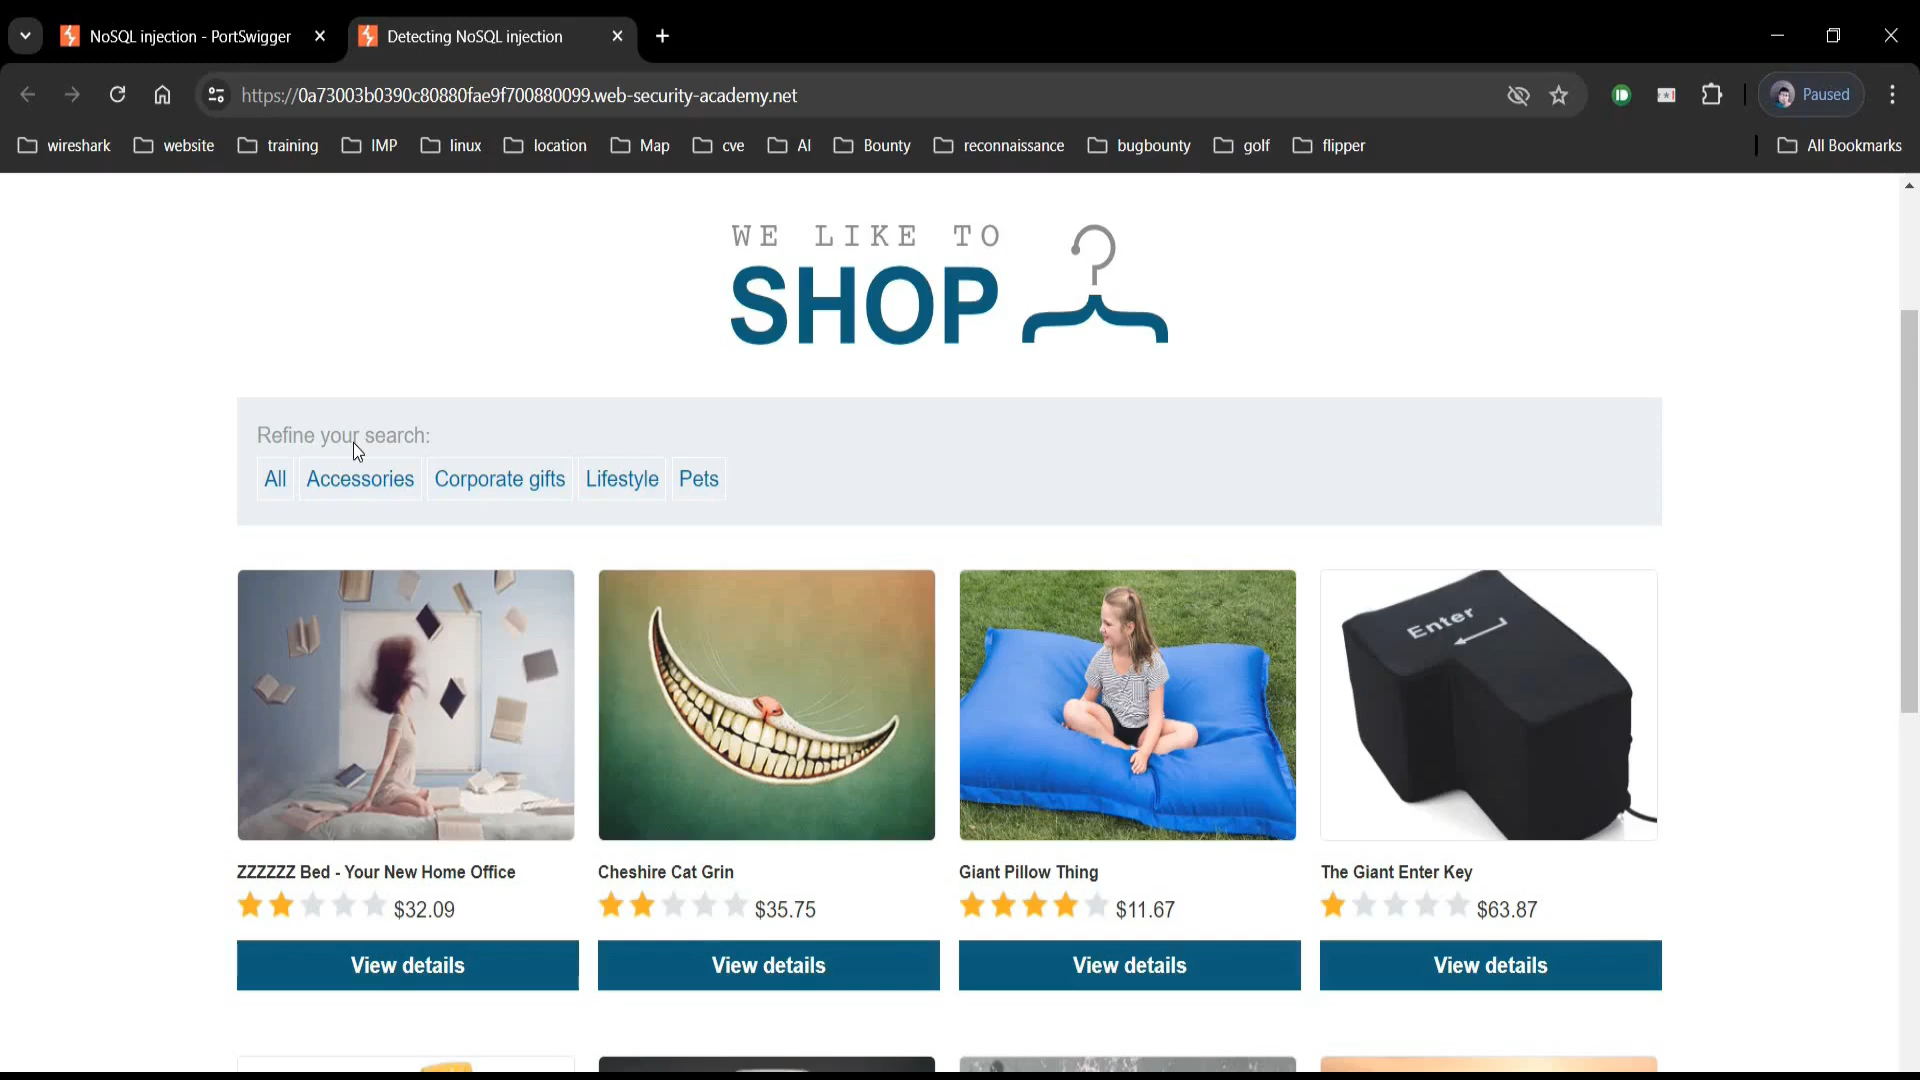 NoSQL injection - PortSwigger
Detecting NoSQL injection
https://0a73003b0390c80880fae9f700880099.web-security-academy.net
Paused
wireshark website training IMP linux location Map cve AI Bounty reconnaissance bugbounty golf flipper All Bookmarks
WE LIKE TO
SHOP
Refine your search:
All Accessories Corporate gifts Lifestyle Pets
Enter
ZZZZZZ Bed - Your New Home Office
$32.09
View details
Cheshire Cat Grin
$35.75
View details
Giant Pillow Thing
$11.67
View details
The Giant Enter Key
$63.87
View details